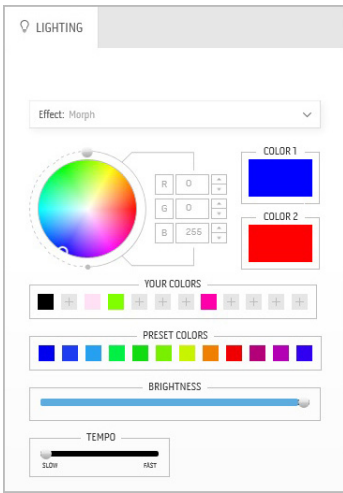 LIGHTING
Effect: Morph
COLOR 1
R 0
G 0
B 255
COLOR 2
YOUR COLORS
PRESET COLORS
BRIGHTNESS
TEMPO
SLOW FAST